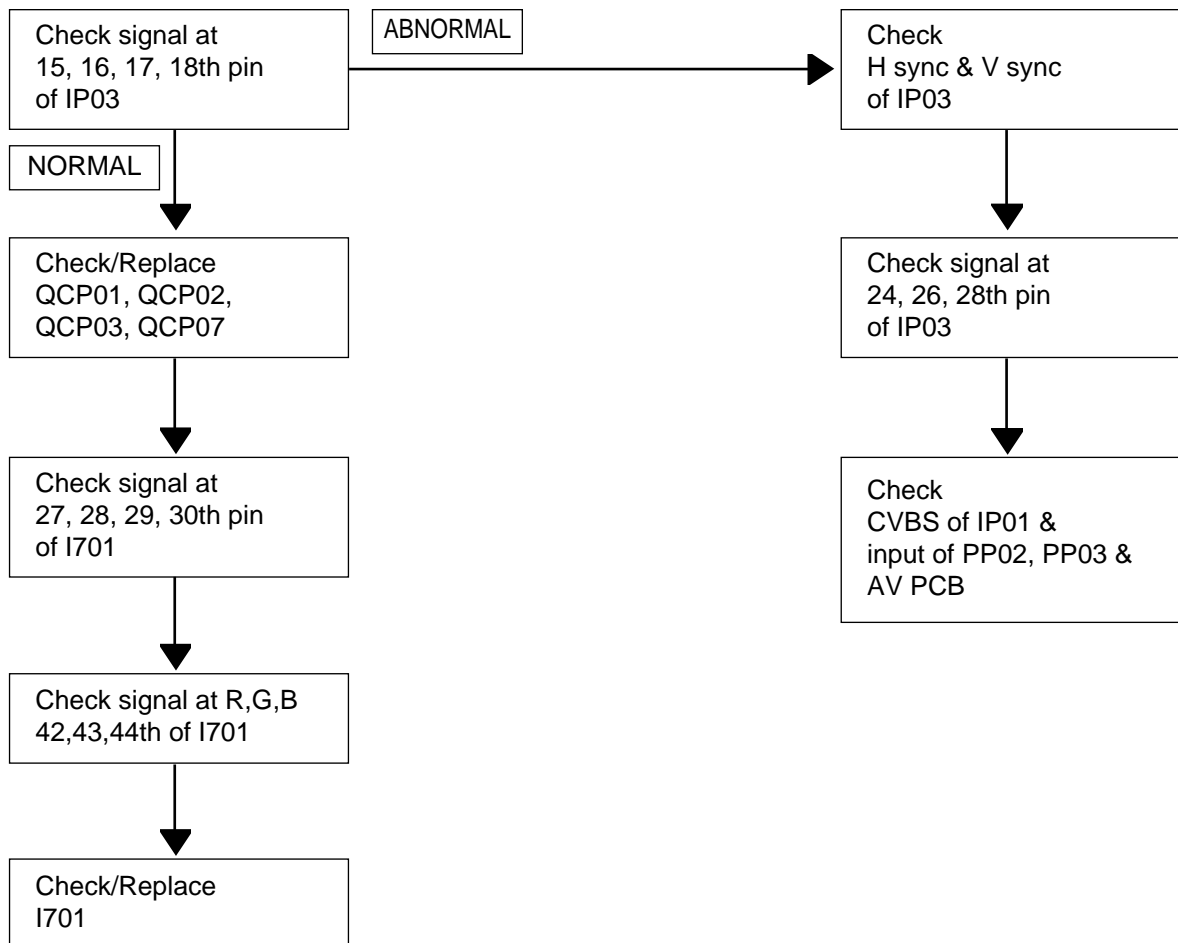 Check signal at
15, 16, 17, 18th pin
of IP03
ABNORMAL
Check
H sync & V sync
of IP03
NORMAL
Check/Replace
QCP01, QCP02,
QCP03, QCP07
Check signal at
24, 26, 28th pin
of IP03
Check signal at
27, 28, 29, 30th pin
of I701
Check
CVBS of IP01 &
input of PP02, PP03 &
AV PCB
Check signal at R,G,B
42,43,44th of I701
Check/Replace
I701